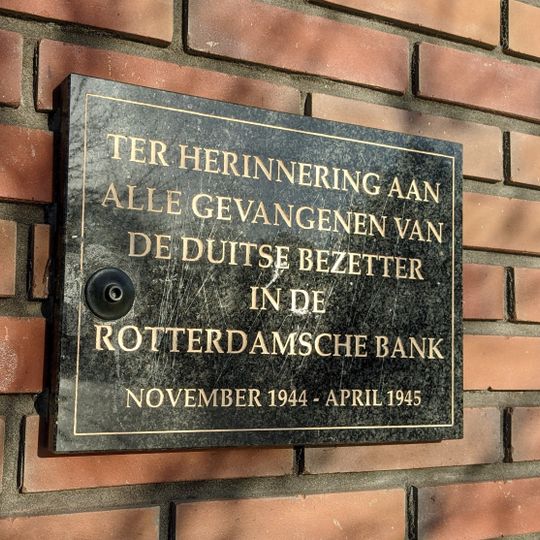 TER HERINNERING AAN
ALLE GEVANGENEN VAN
DE DUITSE BEZETTER
IN DE
ROTTERDAMSCHE BANK
NOVEMBER 1944 - APRIL 1945